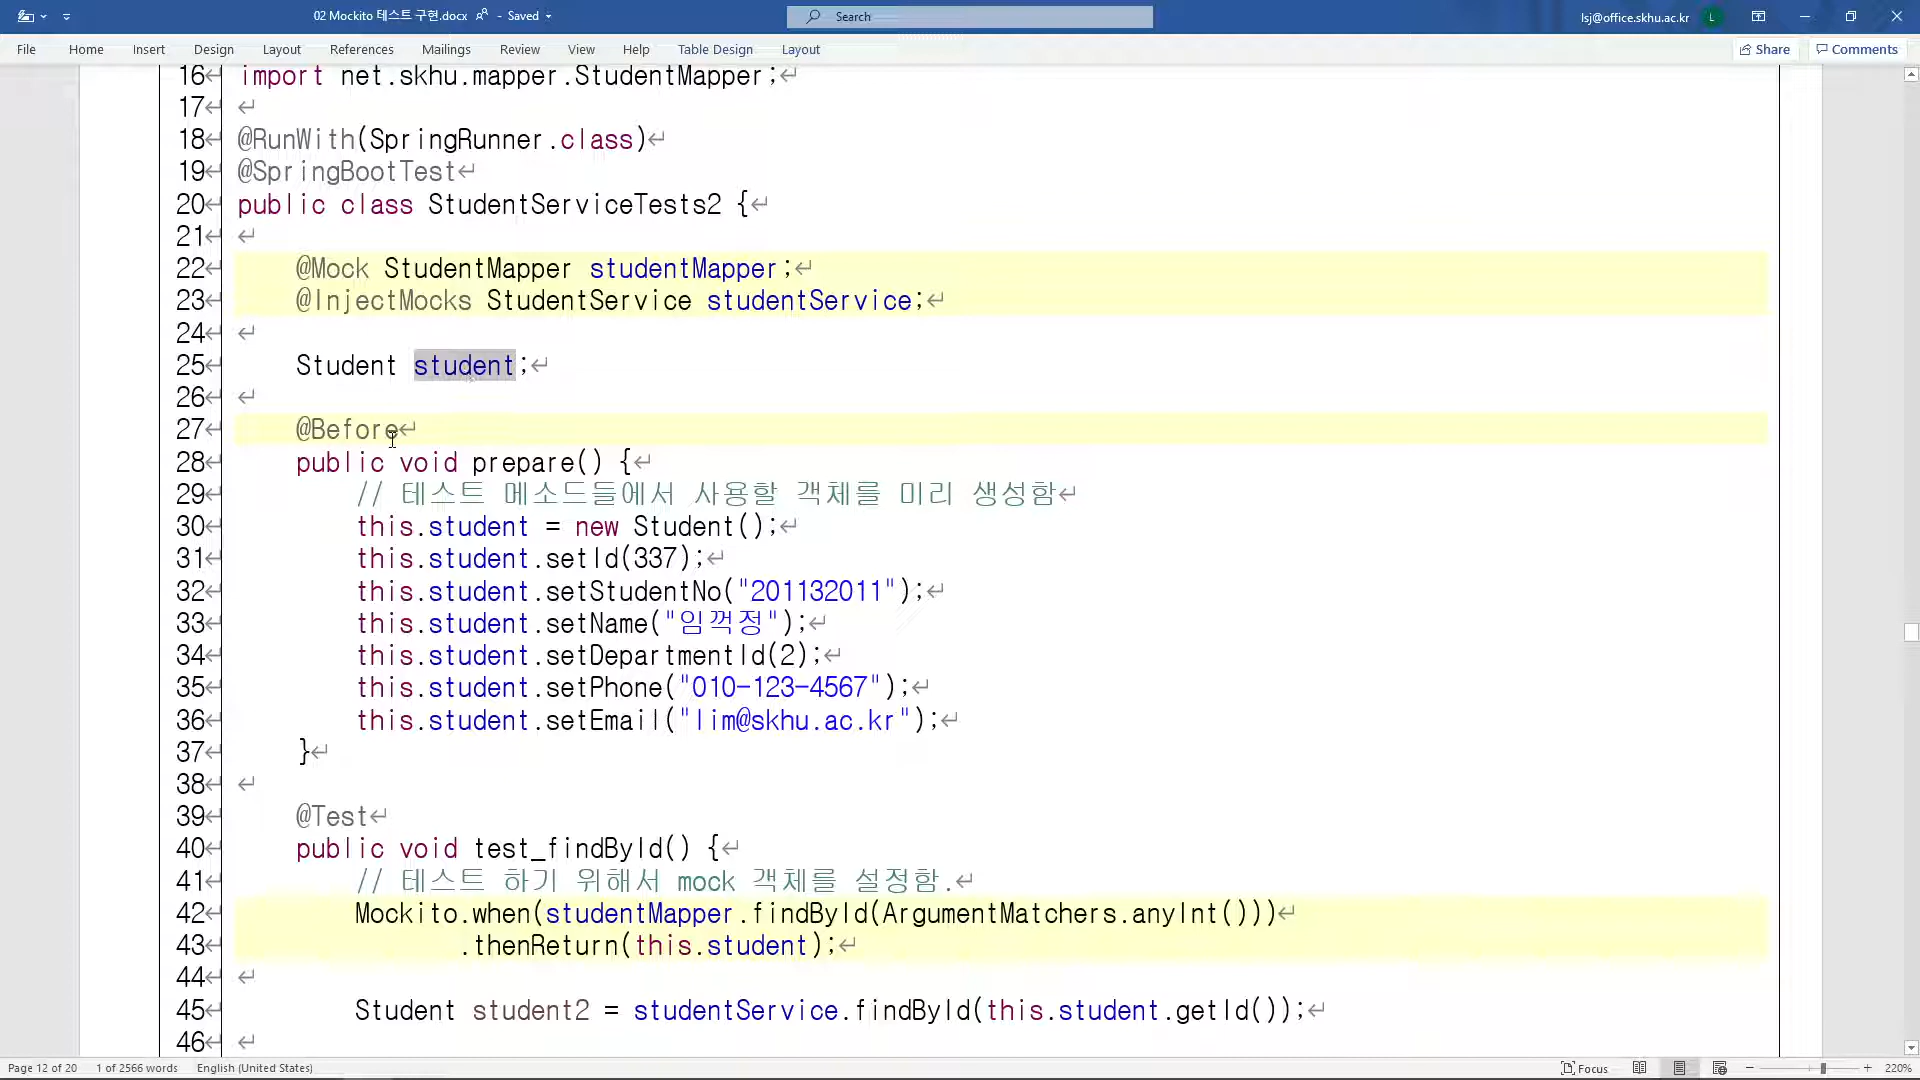 02 Mockito 테스트 구현.docx - Saved
Search
lsj@office.skhu.ac.kr L
File Home Insert Design Layout References Mailings Review View Help Table Design Layout Share Comments
16 import net.skhu.mapper.StudentMapper;
17
18 @RunWith(SpringRunner.class)
19 @SpringBootTest
20 public class StudentServiceTests2 {
21
22 @Mock StudentMapper studentMapper;
23 @InjectMocks StudentService studentService;
24
25 Student student;
26
27 @Before
28 public void prepare() {
29 // 테스트 메소드들에서 사용할 객체를 미리 생성함
30 this.student = new Student();
31 this.student.setId(337);
32 this.student.setStudentNo("201132011");
33 this.student.setName("임꺽정");
34 this.student.setDepartmentId(2);
35 this.student.setPhone("010-123-4567");
36 this.student.setEmail("lim@skhu.ac.kr");
37 }
38
39 @Test
40 public void test_findById() {
41 // 테스트 하기 위해서 mock 객체를 설정함.
42 Mockito.when(studentMapper.findById(ArgumentMatchers.anyInt()))
43 .thenReturn(this.student);
44
45 Student student2 = studentService.findById(this.student.getId());
46
Page 12 of 20 1 of 2566 words English (United States) Focus 220%